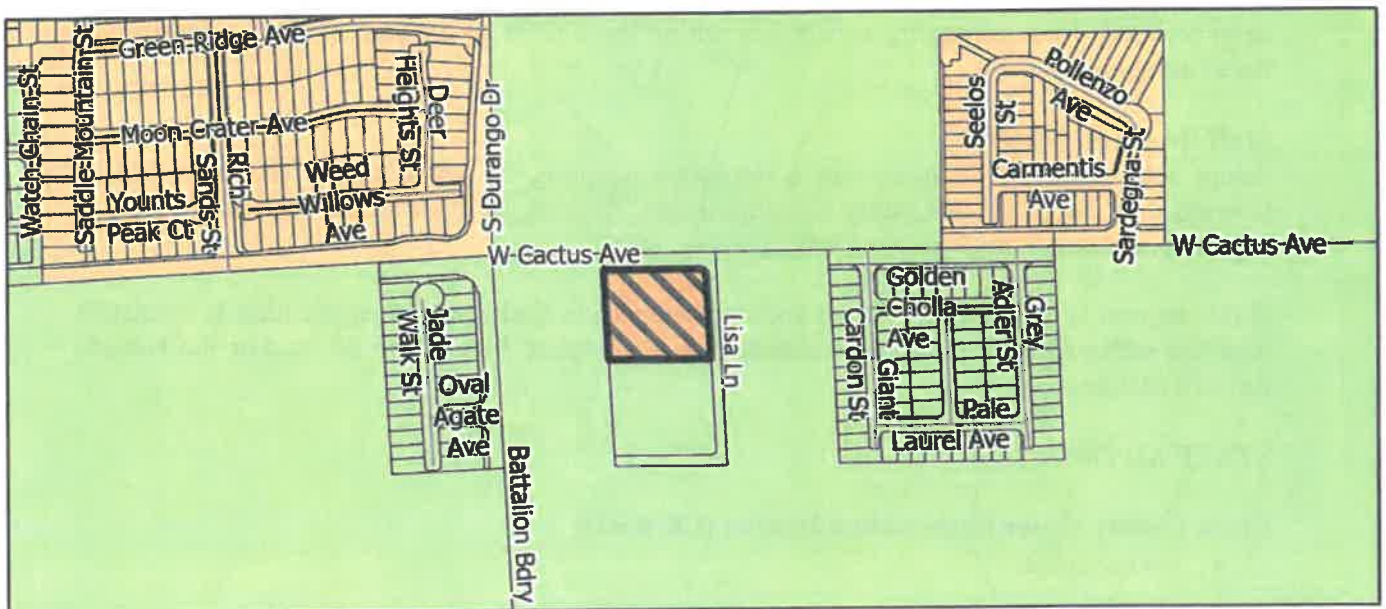 Green Ridge Ave
Watch Chain St
Saddle Mountain St
Moon Crater Ave
Heights St
Deer
S Durango Dr
Sands St
Rich
Weed
Willows
Ave
Younts
Peak Ct
W Cactus Ave
Pollenzo
Ave
Seelos
St
Carmentis
Ave
Sardegna St
W Cactus Ave
Jade
Walk St
Oval
Agate
Ave
Battalion Bdry
Lisa Ln
Golden
Cholla
Ave
Cardon St
Giant
Adler St
Grey
Pale
Laurel Ave